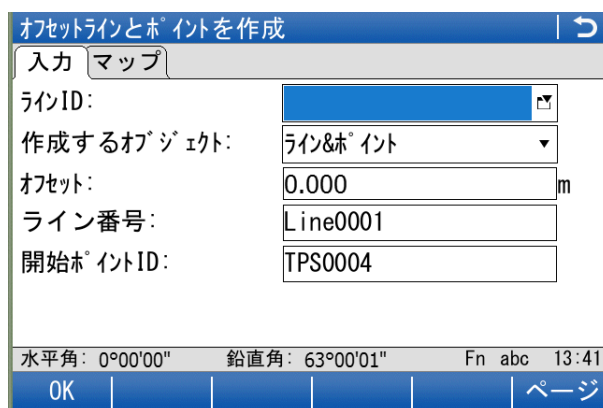 オフセットラインとポイントを作成
入力 マップ
ラインID:
作成するオブジェクト: ライン&ポイント
オフセット: 0.000 m
ライン番号: Line0001
開始ポイントID: TPS0004
水平角: 0°00'00" 鉛直角: 63°00'01" Fn abc 13:41
OK ページ